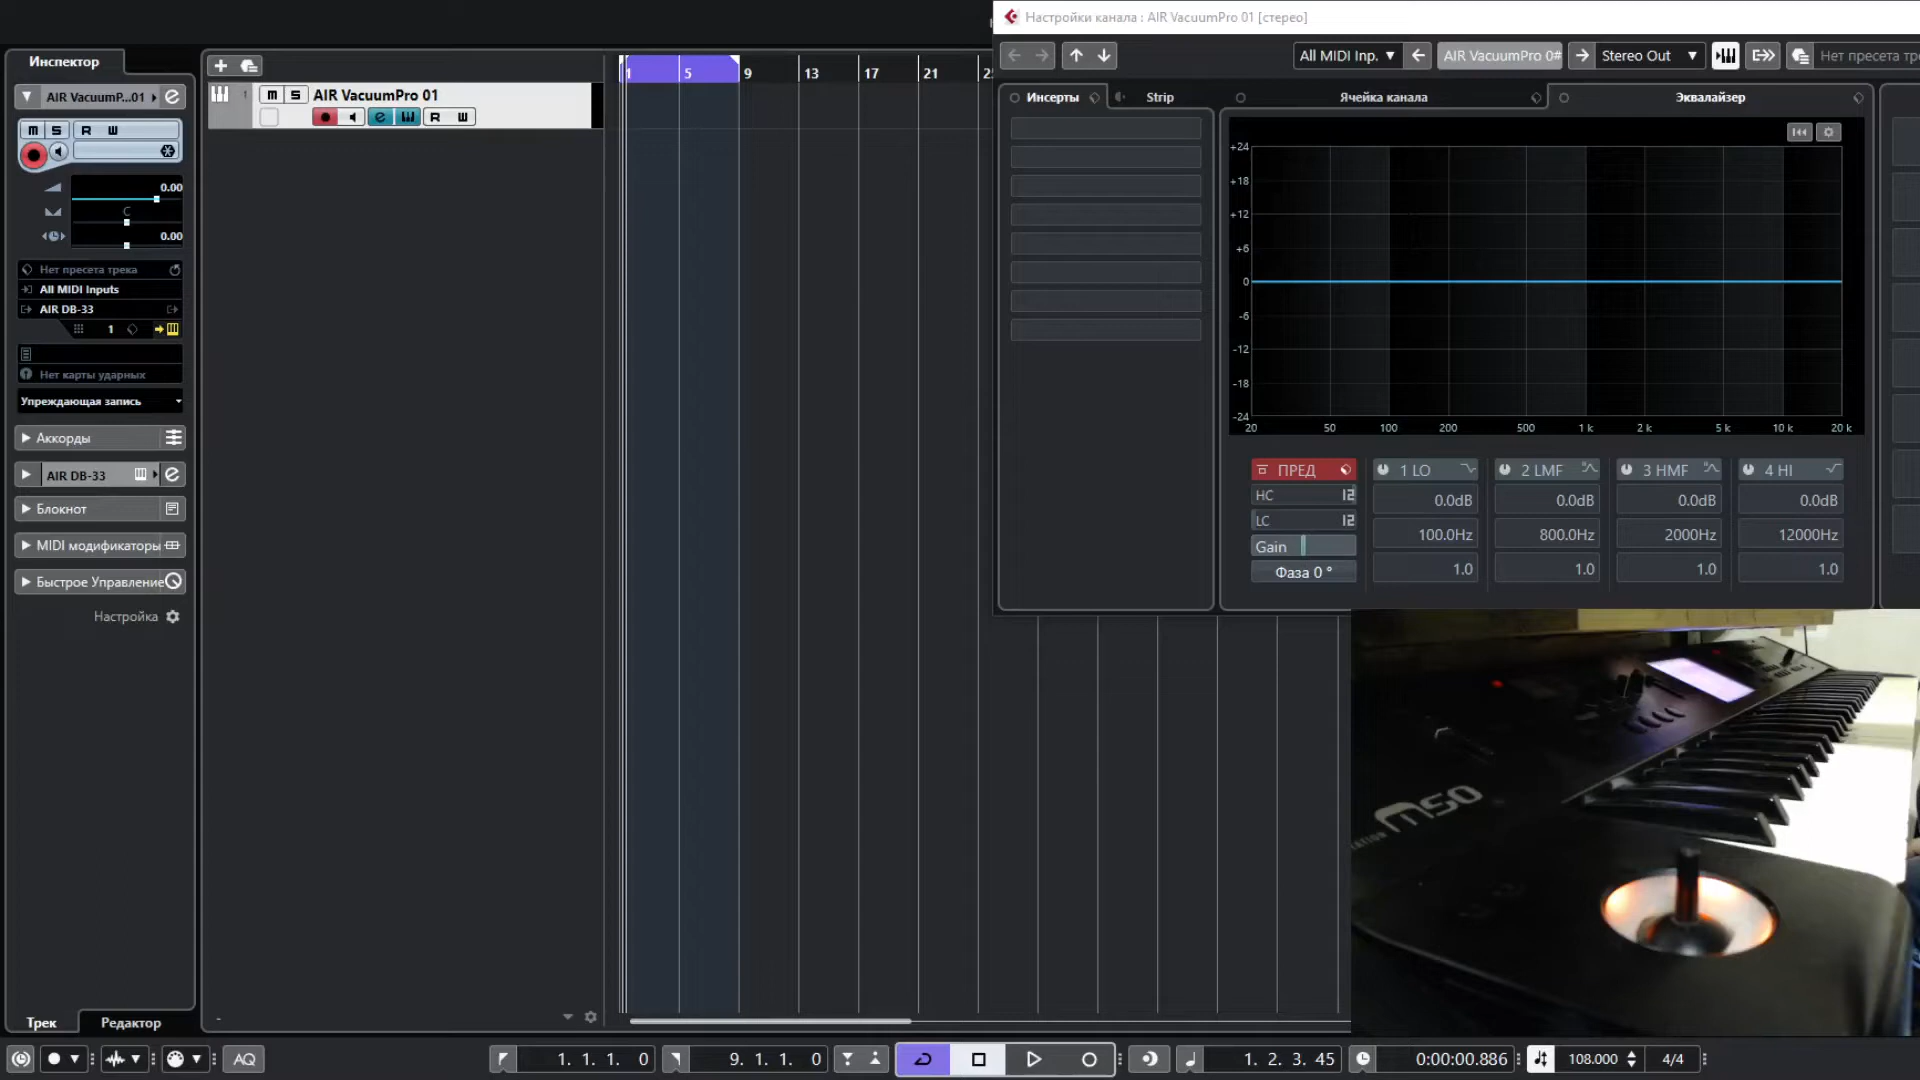 Настройки канала : AIR VacuumPro 01 [стерео]
All MIDI Inp.
AIR VacuumPro 0#
Stereo Out
Нет пресета тре
Инспектор
AIR VacuumP...01
m S R W
0.00
C
0.00
Нет пресета трека
All MIDI Inputs
AIR DB-33
1
Нет карты ударных
Упреждающая запись
Аккорды
AIR DB-33
Блокнот
MIDI модификаторы
Быстрое Управление
Настройка
Трек
Редактор
1
m S AIR VacuumPro 01
R W
1 5 9 13 17 21
Инсерты
Strip
Ячейка канала
Эквалайзер
+24
+18
+12
+6
0
-6
-12
-18
-24
20 50 100 200 500 1 k 2 k 5 k 10 k 20 k
ПРЕД 1 LO 2 LMF 3 HMF 4 HI
HC 12
LC 12
Gain
Фаза 0 °
0.0dB 0.0dB 0.0dB 0.0dB
100.0Hz 800.0Hz 2000Hz 12000Hz
1.0 1.0 1.0 1.0
M50
AQ
1. 1. 1. 0
9. 1. 1. 0
1. 2. 3. 45
0:00:00.886
108.000
4/4